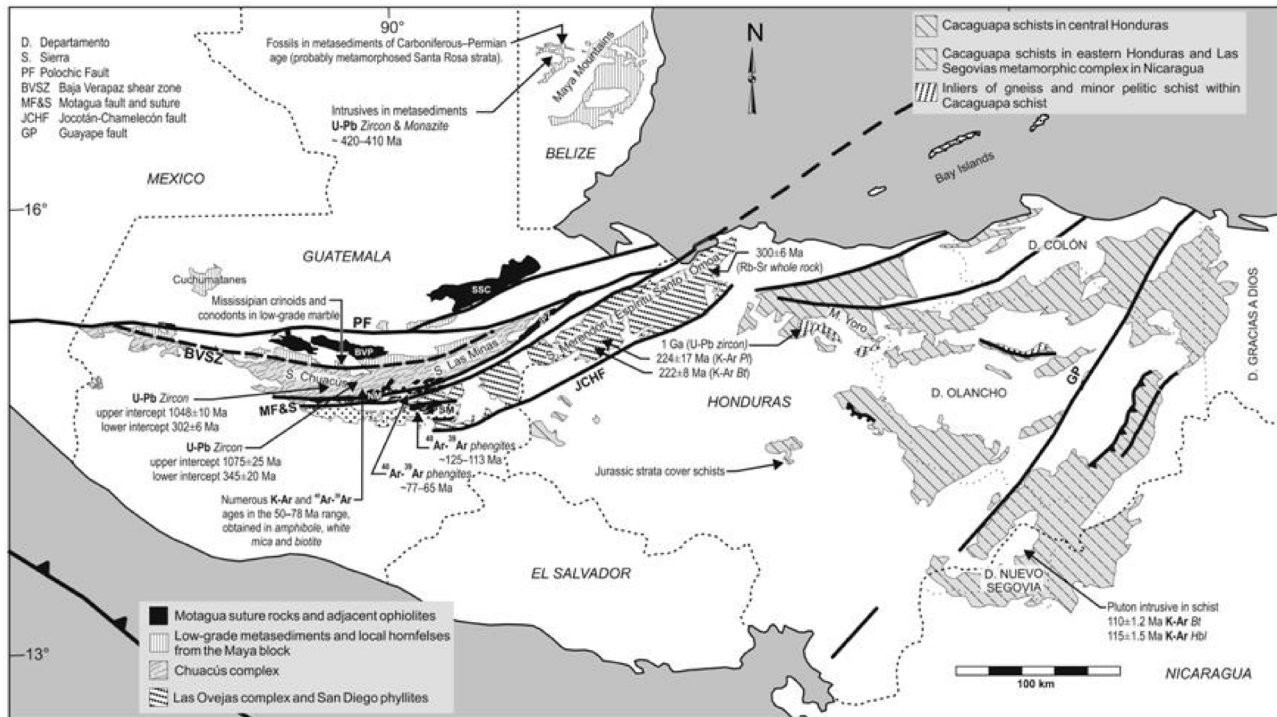 90°
D. Departamento
S. Sierra
PF Polochic Fault
BVSZ Baja Verapaz shear zone
MF&S Motagua fault and suture
JCHF Jocotán-Chamelecón fault
GP Guayape fault
Fossils in metasediments of Carboniferous–Permian
age (probably metamorphosed Santa Rosa strata).
Intrusives in metasediments
U-Pb Zircon & Monazite
~ 420–410 Ma
Maya Mountains
N
Cacaguapa schists in central Honduras
Cacaguapa schists in eastern Honduras and Las
Segovias metamorphic complex in Nicaragua
Inliers of gneiss and minor pelitic schist within
Cacaguapa schist
MEXICO
BELIZE
Bay Islands
16°
GUATEMALA
Cuchumatanes
SSC
300±6 Ma
(Rb-Sr whole rock)
D. COLÓN
D. GRACIAS A DIOS
Mississipian crinoids and
conodonts in low-grade marble
PF
BVP
BVSZ
S. Chuacús
S. Las Minas
S. Merendón
Espíritu Santo
Omoa
M. Yoro
1 Ga (U-Pb zircon)
224±17 Ma (K-Ar Pl)
222±8 Ma (K-Ar Bt)
JCHF
GP
D. OLANCHO
HONDURAS
U-Pb Zircon
upper intercept 1048±10 Ma
lower intercept 302±6 Ma
MF&S
SM
U-Pb Zircon
upper intercept 1075±25 Ma
lower intercept 345±20 Ma
40Ar-39Ar phengites
~125–113 Ma
40Ar-39Ar phengites
~77–65 Ma
Jurassic strata cover schists
Numerous K-Ar and 40Ar-39Ar
ages in the 50–78 Ma range,
obtained in amphibole, white
mica and biotite
EL SALVADOR
D. NUEVO
SEGOVIA
Pluton intrusive in schist
110±1.2 Ma K-Ar Bt
115±1.5 Ma K-Ar Hbl
13°
Motagua suture rocks and adjacent ophiolites
Low-grade metasediments and local hornfelses
from the Maya block
Chuacús complex
Las Ovejas complex and San Diego phyllites
100 km
NICARAGUA